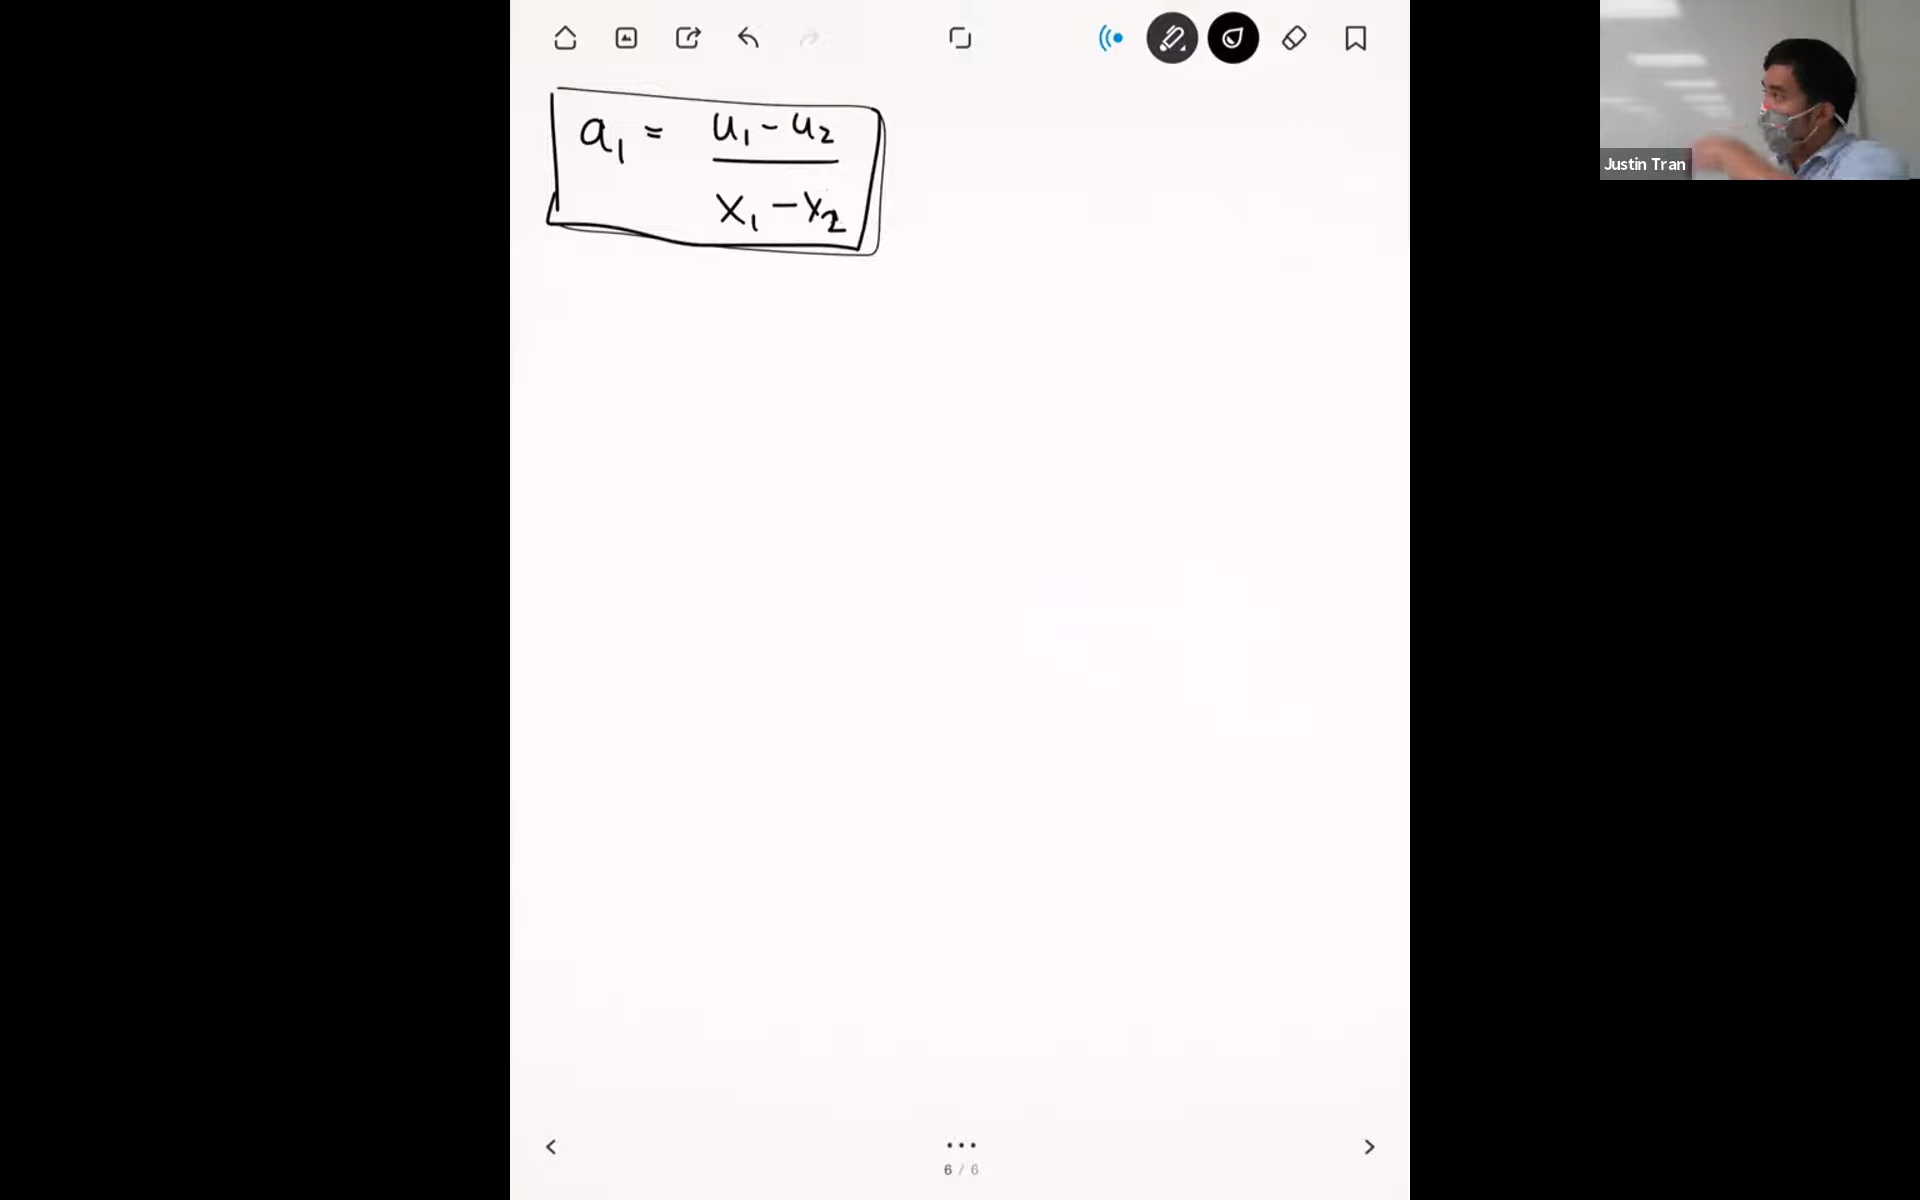 a₁ = u₁ - u₂
x₁ - x₂
Justin Tran
6 / 6